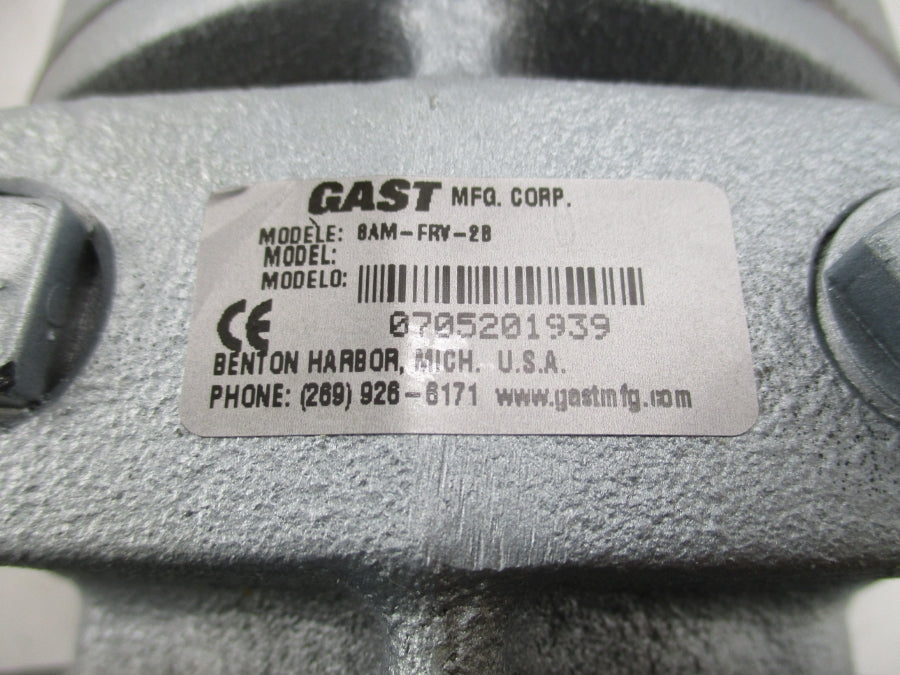 GAST MFG. CORP.
MODÈLE: 8AM-FRV-2B
MODEL:
MODELO:
CE
0705201939
BENTON HARBOR, MICH. U.S.A.
PHONE: (269) 926-6171 www.gastmfg.com